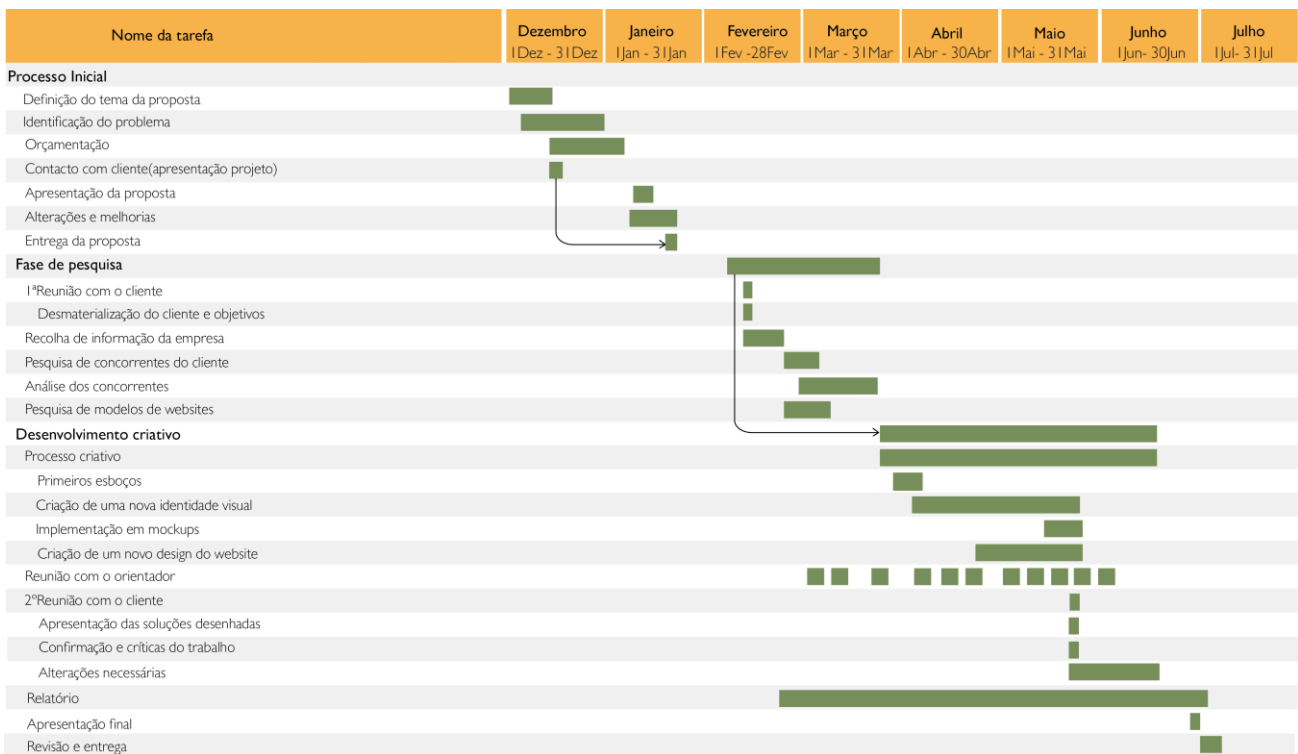 Nome da tarefa
Dezembro
1Dez - 31Dez
Janeiro
1Jan - 31Jan
Fevereiro
1Fev -28Fev
Março
1Mar - 31Mar
Abril
1Abr - 30Abr
Maio
1Mai - 31Mai
Junho
1Jun- 30Jun
Julho
1Jul- 31Jul
Processo Inicial
Definição do tema da proposta
Identificação do problema
Orçamentação
Contacto com cliente(apresentação projeto)
Apresentação da proposta
Alterações e melhorias
Entrega da proposta
Fase de pesquisa
1ªReunião com o cliente
Desmaterialização do cliente e objetivos
Recolha de informação da empresa
Pesquisa de concorrentes do cliente
Análise dos concorrentes
Pesquisa de modelos de websites
Desenvolvimento criativo
Processo criativo
Primeiros esboços
Criação de uma nova identidade visual
Implementação em mockups
Criação de um novo design do website
Reunião com o orientador
2ºReunião com o cliente
Apresentação das soluções desenhadas
Confirmação e críticas do trabalho
Alterações necessárias
Relatório
Apresentação final
Revisão e entrega